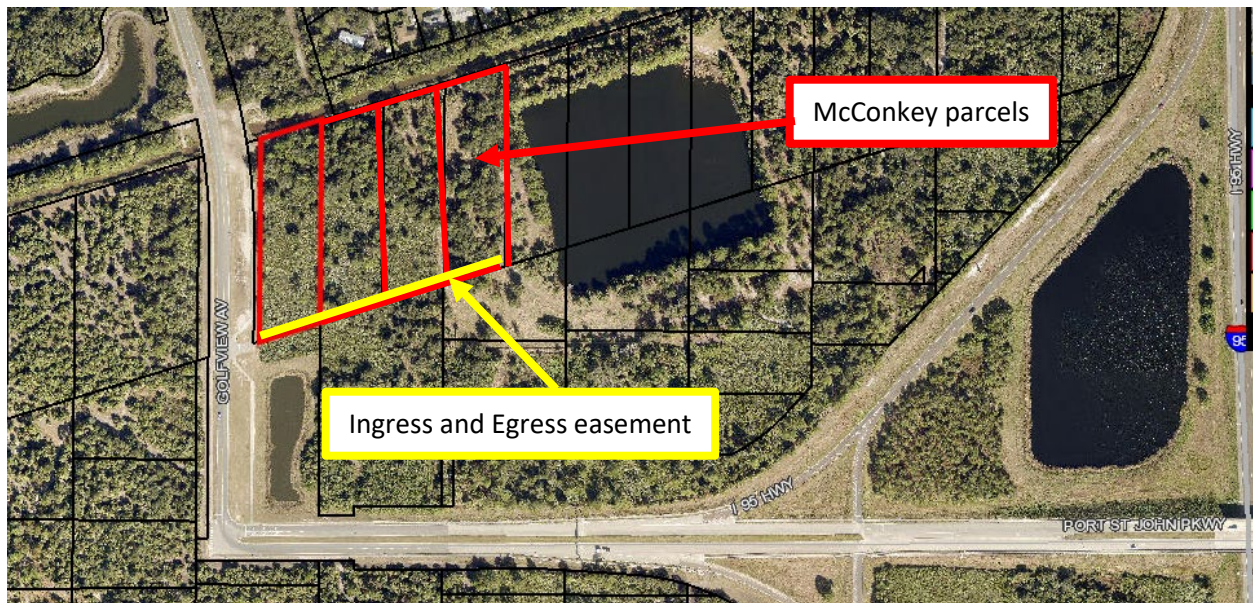 McConkey parcels
I 95 HWY
95
GOLFVIEW AV
Ingress and Egress easement
I 95 HWY
PORT ST JOHN PKWY